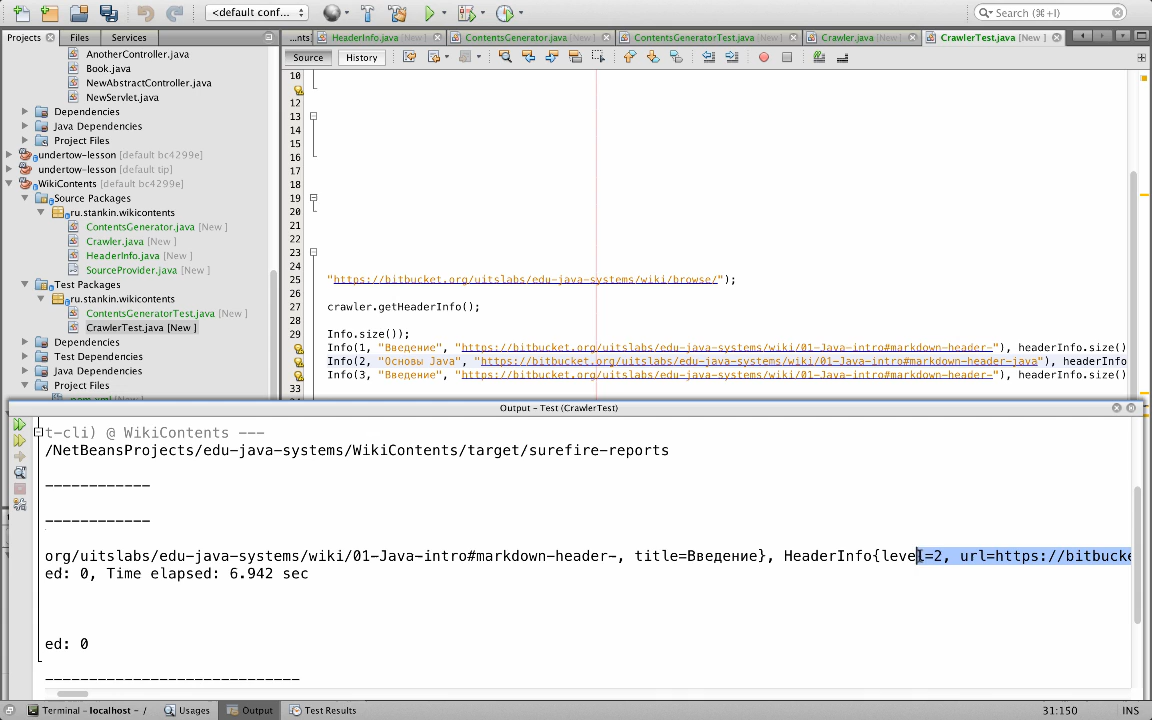 <default conf...
Search (⌘+I)
Projects
Files
Services
...nts]
HeaderInfo.java [New ]
ContentsGenerator.java [New ]
ContentsGeneratorTest.java [New ]
Crawler.java [New ]
CrawlerTest.java [New ]
Source
History
AnotherController.java
Book.java
NewAbstractController.java
NewServlet.java
Dependencies
Java Dependencies
Project Files
undertow-lesson [default bc4299e]
undertow-lesson [default tip]
WikiContents [default bc4299e]
Source Packages
ru.stankin.wikicontents
ContentsGenerator.java [New ]
Crawler.java [New ]
HeaderInfo.java [New ]
SourceProvider.java [New ]
Test Packages
ru.stankin.wikicontents
ContentsGeneratorTest.java [New ]
CrawlerTest.java [New ]
Dependencies
Test Dependencies
Java Dependencies
Project Files
pom.xml
10
12
13
14
15
16
17
18
19
20
21
22
23
24
25 "https://bitbucket.org/uitslabs/edu-java-systems/wiki/browse/");
26
27 crawler.getHeaderInfo();
28
29 Info.size());
Info(1, "Введение", "https://bitbucket.org/uitslabs/edu-java-systems/wiki/01-Java-intro#markdown-header-"), headerInfo.size()
Info(2, "Основы Java", "https://bitbucket.org/uitslabs/edu-java-systems/wiki/01-Java-intro#markdown-header-java"), headerInfo
Info(3, "Введение", "https://bitbucket.org/uitslabs/edu-java-systems/wiki/01-Java-intro#markdown-header-"), headerInfo.size()
33
Output - Test (CrawlerTest)
t-cli) @ WikiContents ---
/NetBeansProjects/edu-java-systems/WikiContents/target/surefire-reports
------------
------------
org/uitslabs/edu-java-systems/wiki/01-Java-intro#markdown-header-, title=Введение}, HeaderInfo{level=2, url=https://bitbucke
ed: 0, Time elapsed: 6.942 sec
ed: 0
-----------------------------
Terminal - localhost - /
Usages
Output
Test Results
31:150
INS